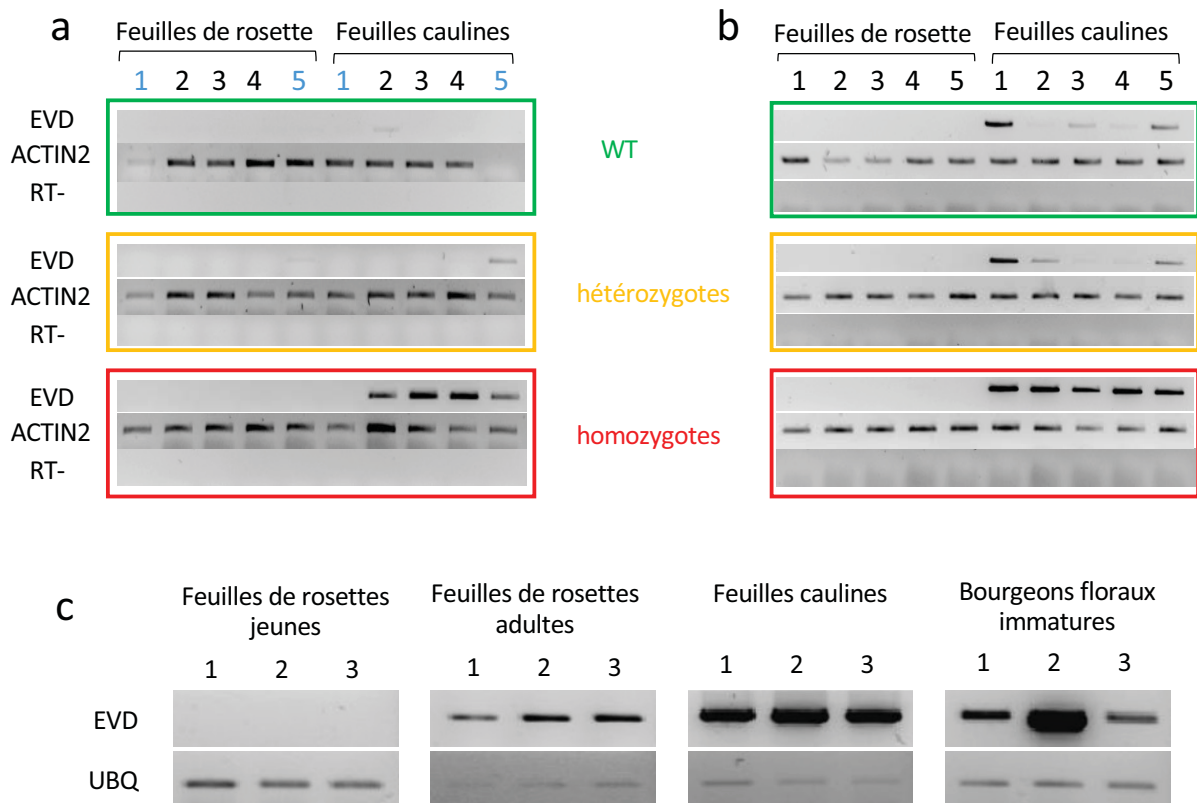 a
Feuilles de rosette
Feuilles caulines
1 2 3 4 5 1 2 3 4 5
EVD
ACTIN2
RT-
WT
EVD
ACTIN2
RT-
hétérozygotes
EVD
ACTIN2
RT-
homozygotes
b
Feuilles de rosette
Feuilles caulines
1 2 3 4 5 1 2 3 4 5
c
Feuilles de rosettes
jeunes
Feuilles de rosettes
adultes
Feuilles caulines
Bourgeons floraux
immatures
1 2 3 1 2 3 1 2 3 1 2 3
EVD
UBQ